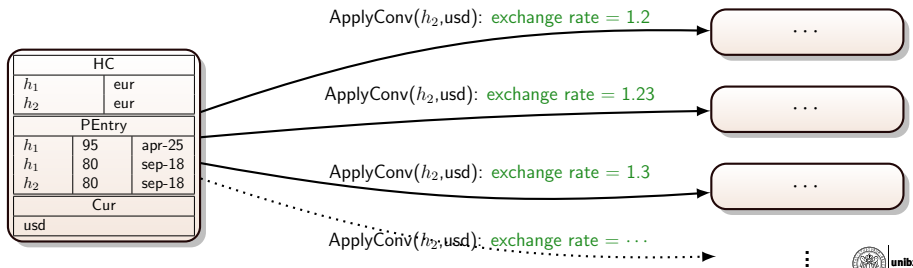 HC
h₁ eur
h₂ eur
PEntry
h₁ 95 apr-25
h₁ 80 sep-18
h₂ 80 sep-18
Cur
usd
ApplyConv(h₂,usd): exchange rate = 1.2
...
ApplyConv(h₂,usd): exchange rate = 1.23
...
ApplyConv(h₂,usd): exchange rate = 1.3
...
ApplyConv(h₂,usd): exchange rate = ···
⋮